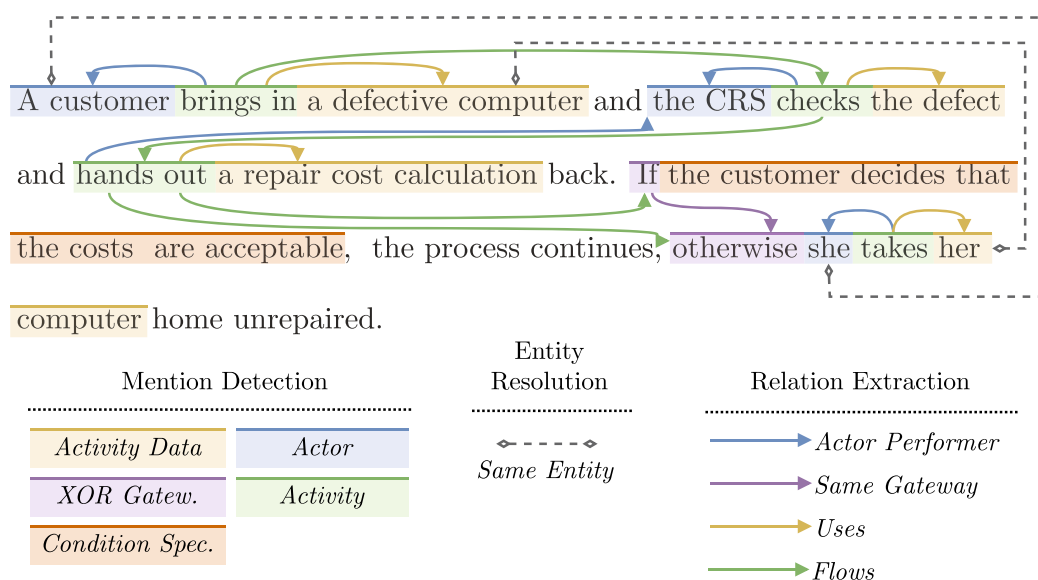 A customer brings in a defective computer and the CRS checks the defect
and hands out a repair cost calculation back. If the customer decides that
the costs are acceptable, the process continues, otherwise she takes her
computer home unrepaired.
Mention Detection
Activity Data
Actor
XOR Gatew.
Activity
Condition Spec.
Entity
Resolution
Same Entity
Relation Extraction
Actor Performer
Same Gateway
Uses
Flows